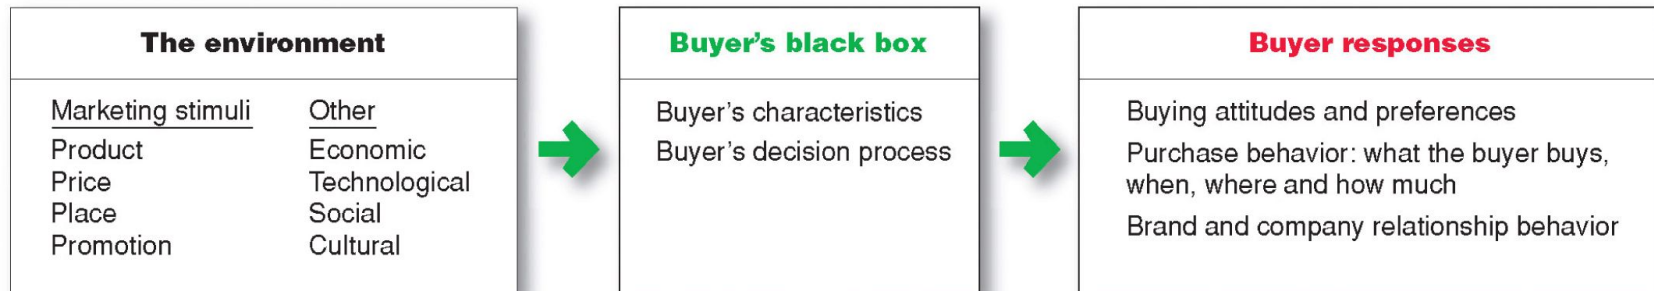 The environment
Marketing stimuli
Product
Price
Place
Promotion
Other
Economic
Technological
Social
Cultural
Buyer's black box
Buyer's characteristics
Buyer's decision process
Buyer responses
Buying attitudes and preferences
Purchase behavior: what the buyer buys,
when, where and how much
Brand and company relationship behavior